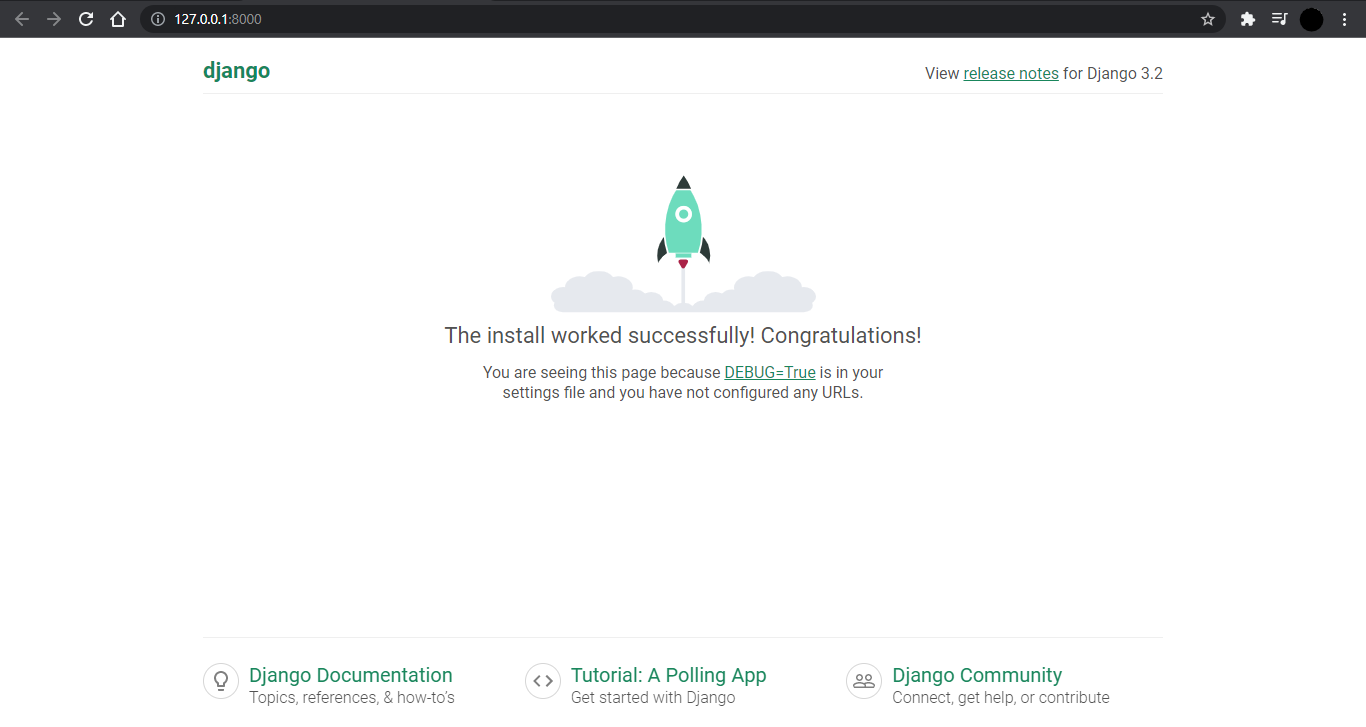 127.0.0.1:8000
django
View release notes for Django 3.2
The install worked successfully! Congratulations!
You are seeing this page because DEBUG=True is in your
settings file and you have not configured any URLs.
Django Documentation
Topics, references, & how-to’s
Tutorial: A Polling App
Get started with Django
Django Community
Connect, get help, or contribute